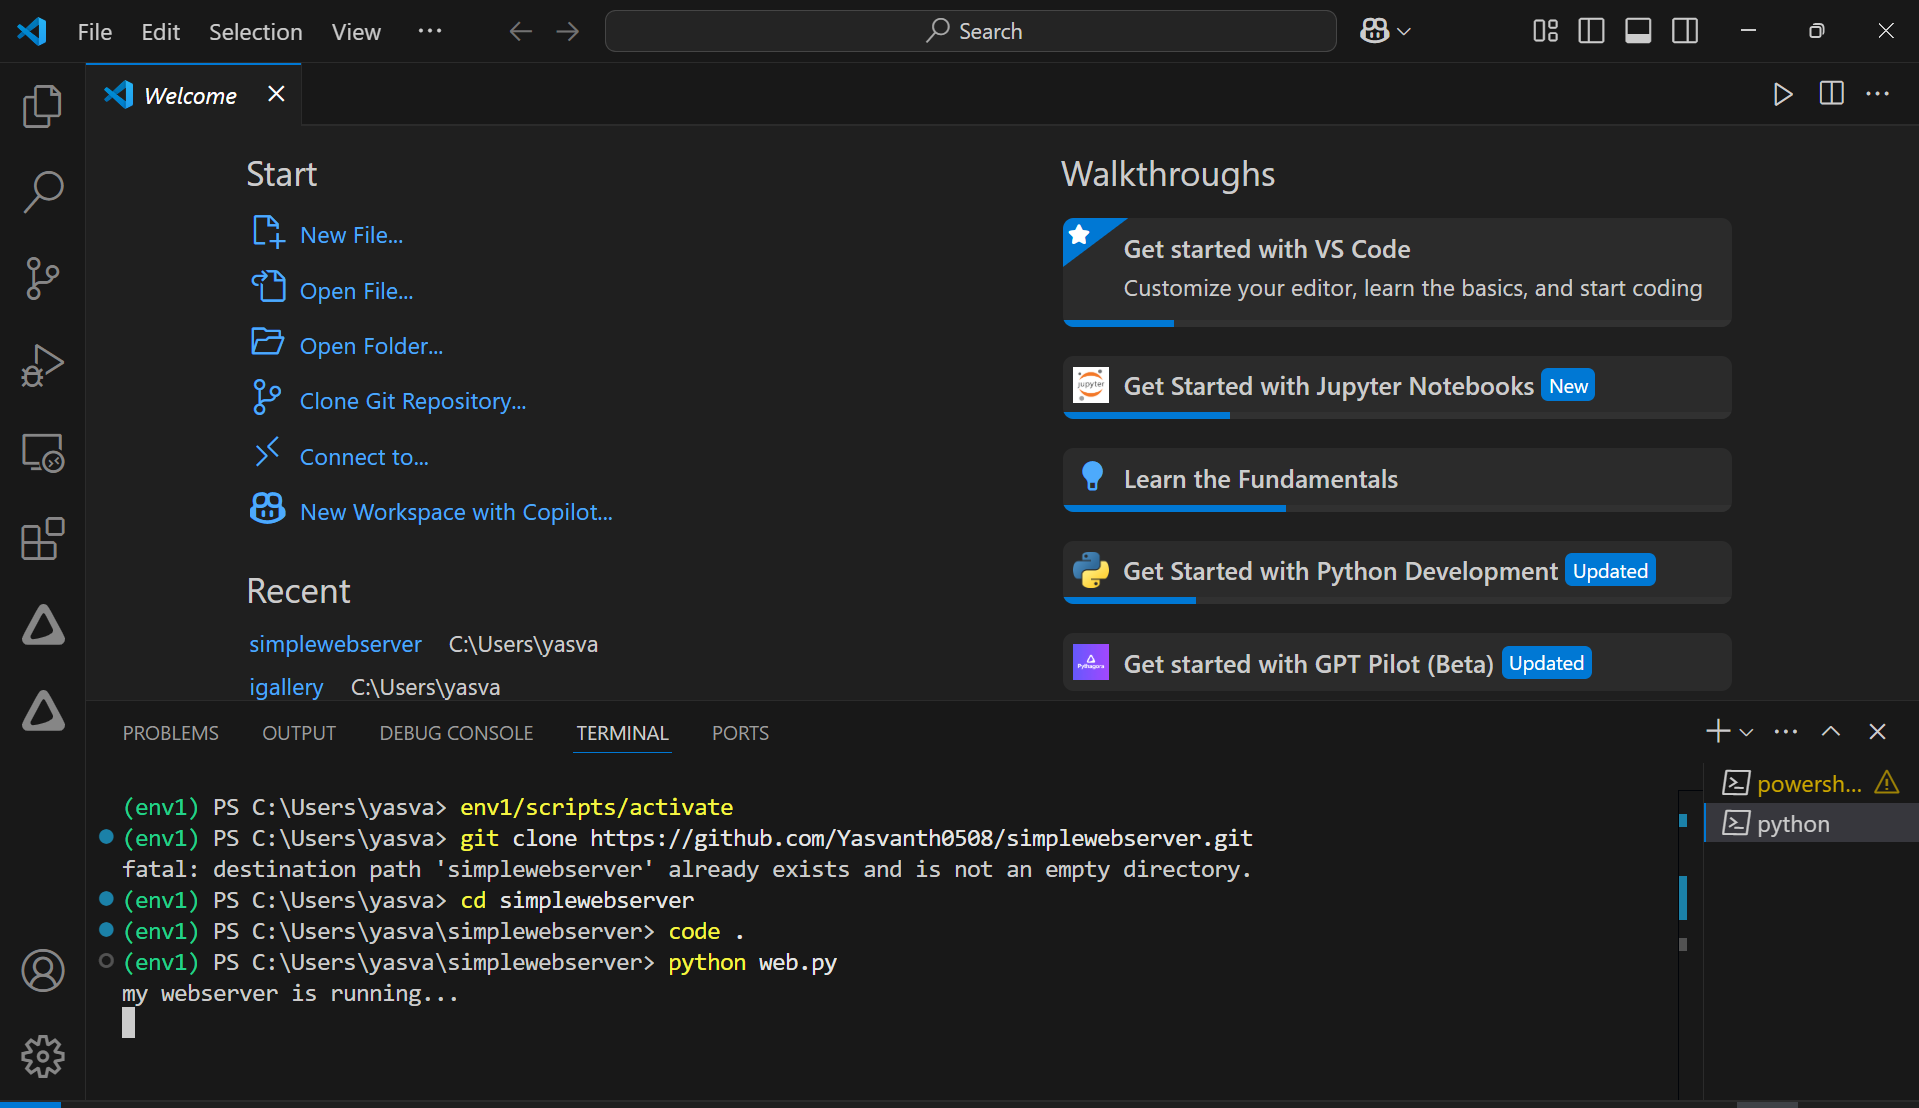 File Edit Selection View ··· Search
Welcome
Start
New File...
Open File...
Open Folder...
Clone Git Repository...
Connect to...
New Workspace with Copilot...
Recent
simplewebserver C:\Users\yasva
igallery C:\Users\yasva
Walkthroughs
Get started with VS Code
Customize your editor, learn the basics, and start coding
jupyter
Get Started with Jupyter Notebooks New
Learn the Fundamentals
Get Started with Python Development Updated
Pythagora
Get started with GPT Pilot (Beta) Updated
PROBLEMS OUTPUT DEBUG CONSOLE TERMINAL PORTS
(env1) PS C:\Users\yasva> env1/scripts/activate
(env1) PS C:\Users\yasva> git clone https://github.com/Yasvanth0508/simplewebserver.git
fatal: destination path 'simplewebserver' already exists and is not an empty directory.
(env1) PS C:\Users\yasva> cd simplewebserver
(env1) PS C:\Users\yasva\simplewebserver> code .
(env1) PS C:\Users\yasva\simplewebserver> python web.py
my webserver is running...
powersh...
python